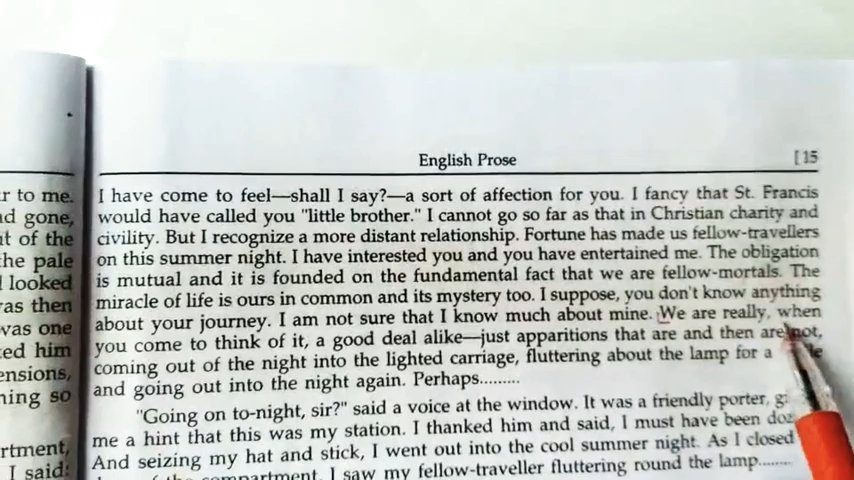 English Prose [ 15
r to me.
d gone,
t of the
he pale
looked
as then
was one
ed him
ensions,
ning so
rtment,
I said:
I have come to feel—shall I say?—a sort of affection for you. I fancy that St. Francis
would have called you "little brother." I cannot go so far as that in Christian charity and
civility. But I recognize a more distant relationship. Fortune has made us fellow-travellers
on this summer night. I have interested you and you have entertained me. The obligation
is mutual and it is founded on the fundamental fact that we are fellow-mortals. The
miracle of life is ours in common and its mystery too. I suppose, you don't know anything
about your journey. I am not sure that I know much about mine. We are really, when
you come to think of it, a good deal alike—just apparitions that are and then are not,
coming out of the night into the lighted carriage, fluttering about the lamp for a
and going out into the night again. Perhaps.........
"Going on to-night, sir?" said a voice at the window. It was a friendly porter,
me a hint that this was my station. I thanked him and said, I must have been doz
And seizing my hat and stick, I went out into the cool summer night. As I closed
compartment, I saw my fellow-traveller fluttering round the lamp.......